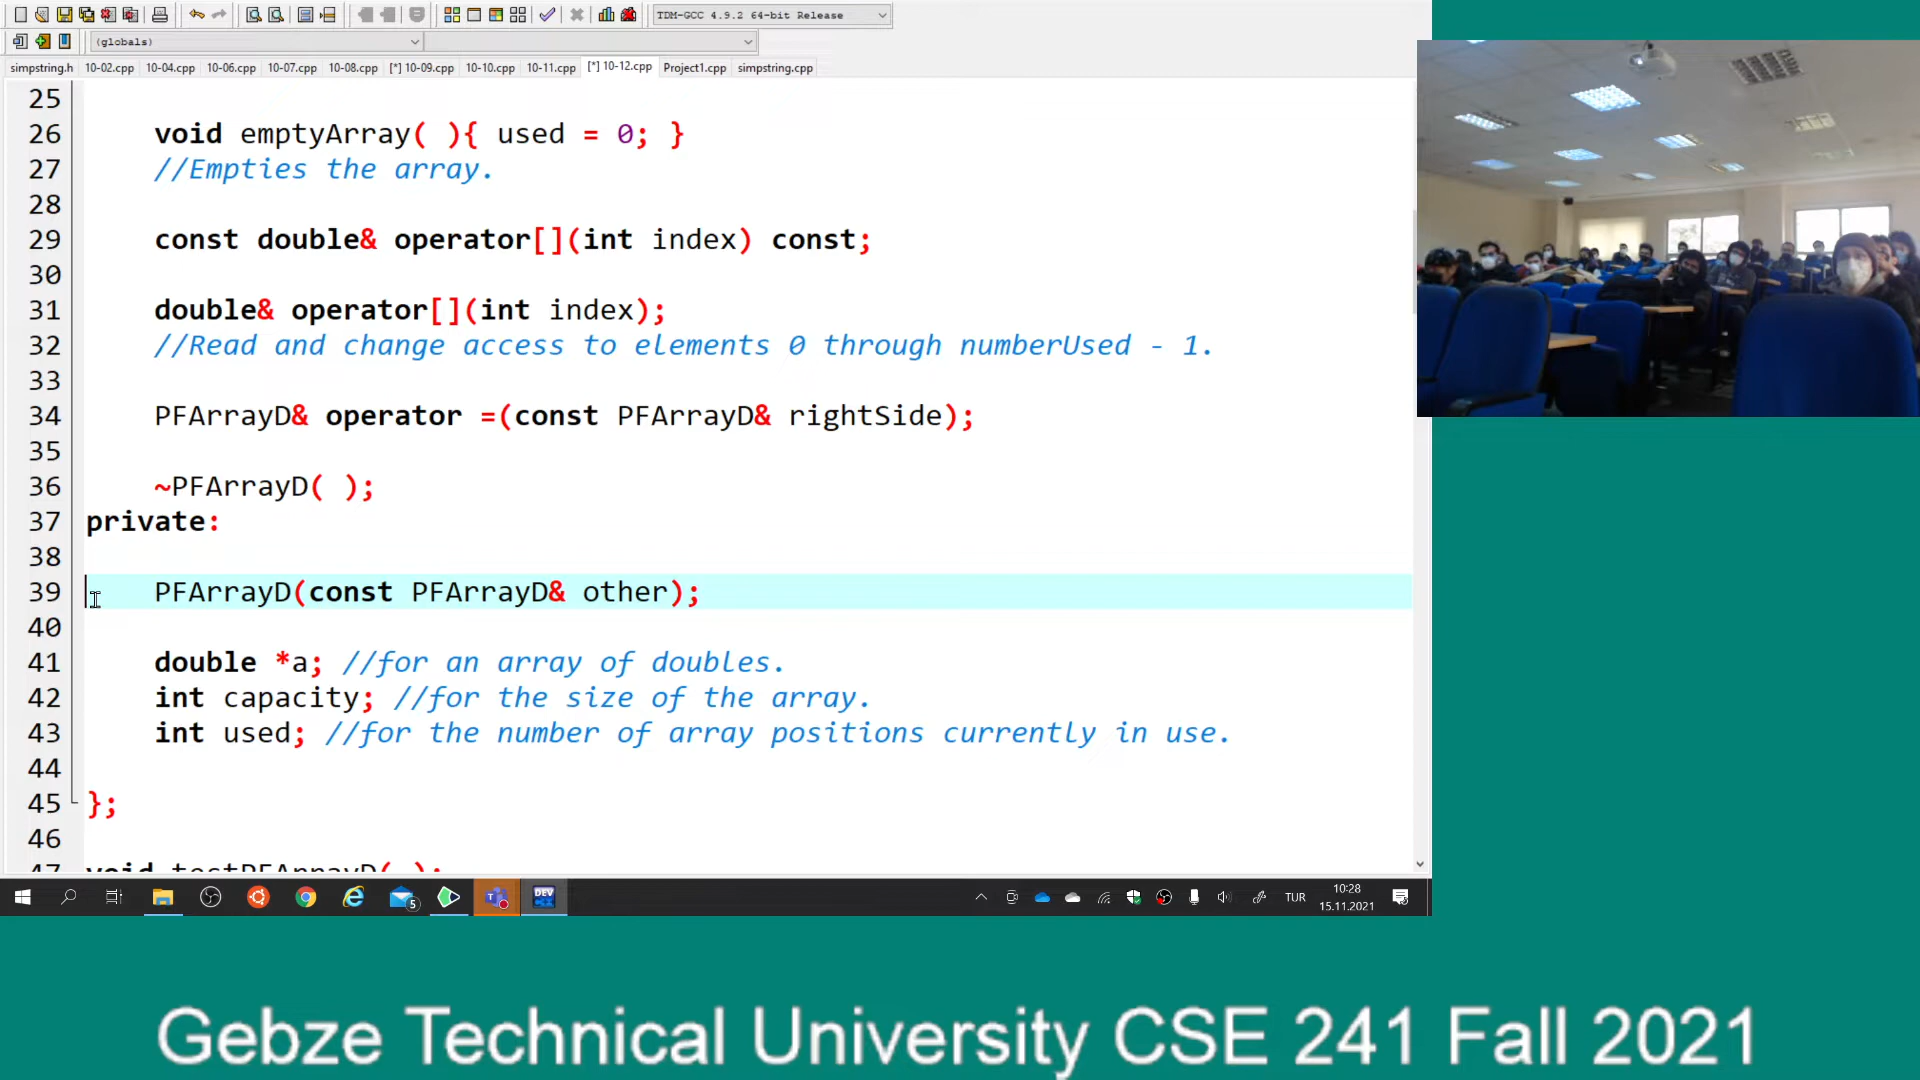 TDM-GCC 4.9.2 64-bit Release
(globals)
simpstring.h 10-02.cpp 10-04.cpp 10-06.cpp 10-07.cpp 10-08.cpp [*] 10-09.cpp 10-10.cpp 10-11.cpp [*] 10-12.cpp Project1.cpp simpstring.cpp
25
26 void emptyArray( ){ used = 0; }
27 //Empties the array.
28
29 const double& operator[](int index) const;
30
31 double& operator[](int index);
32 //Read and change access to elements 0 through numberUsed - 1.
33
34 PFArrayD& operator =(const PFArrayD& rightSide);
35
36 ~PFArrayD( );
37 private:
38
39 PFArrayD(const PFArrayD& other);
40
41 double *a; //for an array of doubles.
42 int capacity; //for the size of the array.
43 int used; //for the number of array positions currently in use.
44
45 };
46
47 void testPFArrayD( );
5 DEV TUR 10:28
15.11.2021
Gebze Technical University CSE 241 Fall 2021